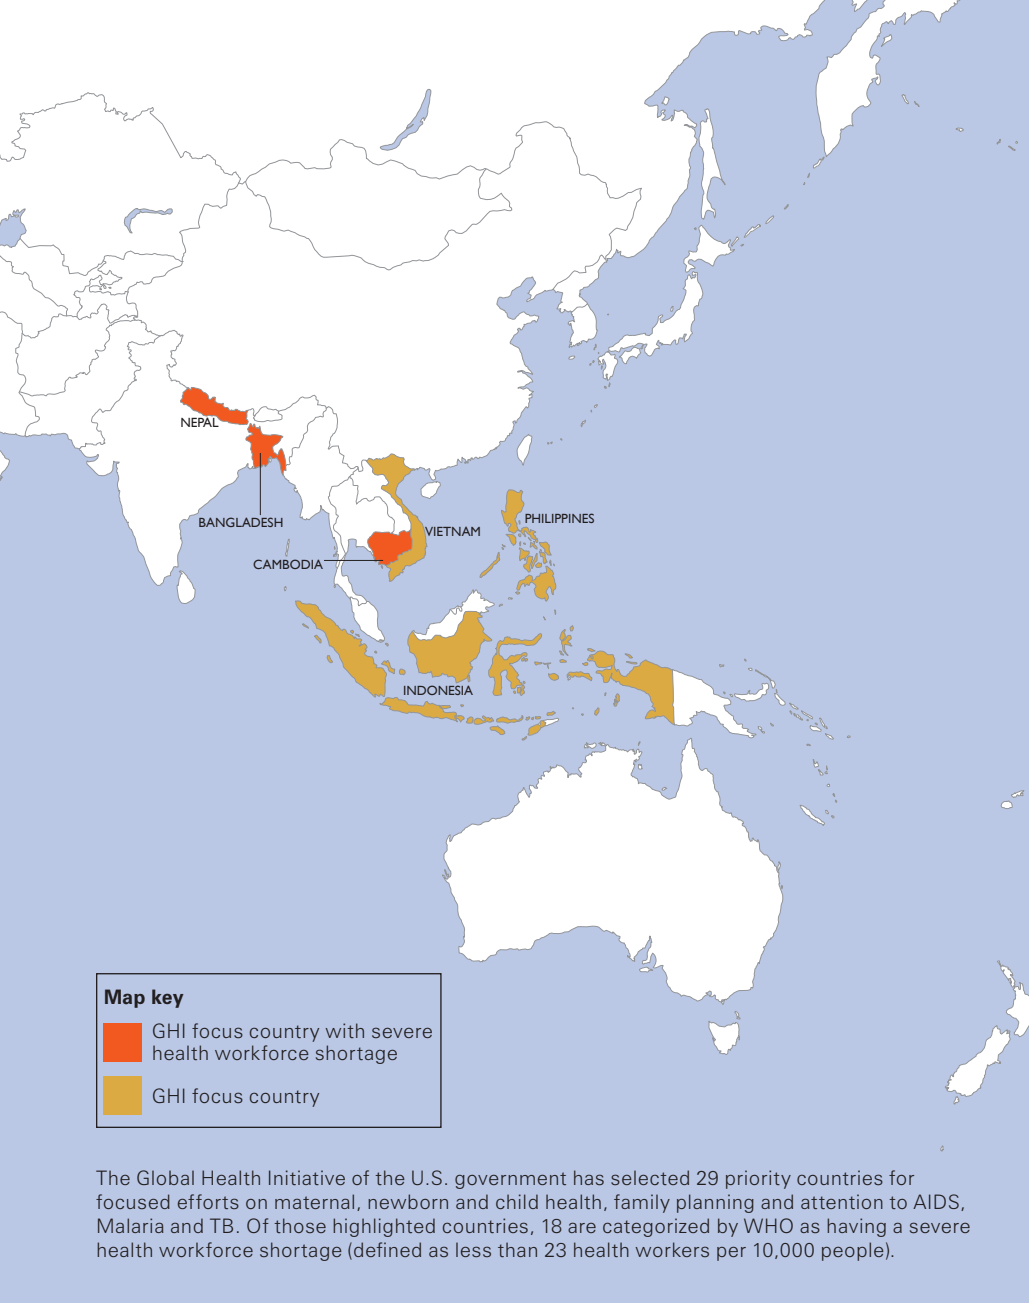 NEPAL
BANGLADESH
PHILIPPINES
VIETNAM
CAMBODIA
INDONESIA
Map key
GHI focus country with severe
health workforce shortage
GHI focus country
The Global Health Initiative of the U.S. government has selected 29 priority countries for
focused efforts on maternal, newborn and child health, family planning and attention to AIDS,
Malaria and TB. Of those highlighted countries, 18 are categorized by WHO as having a severe
health workforce shortage (defined as less than 23 health workers per 10,000 people).